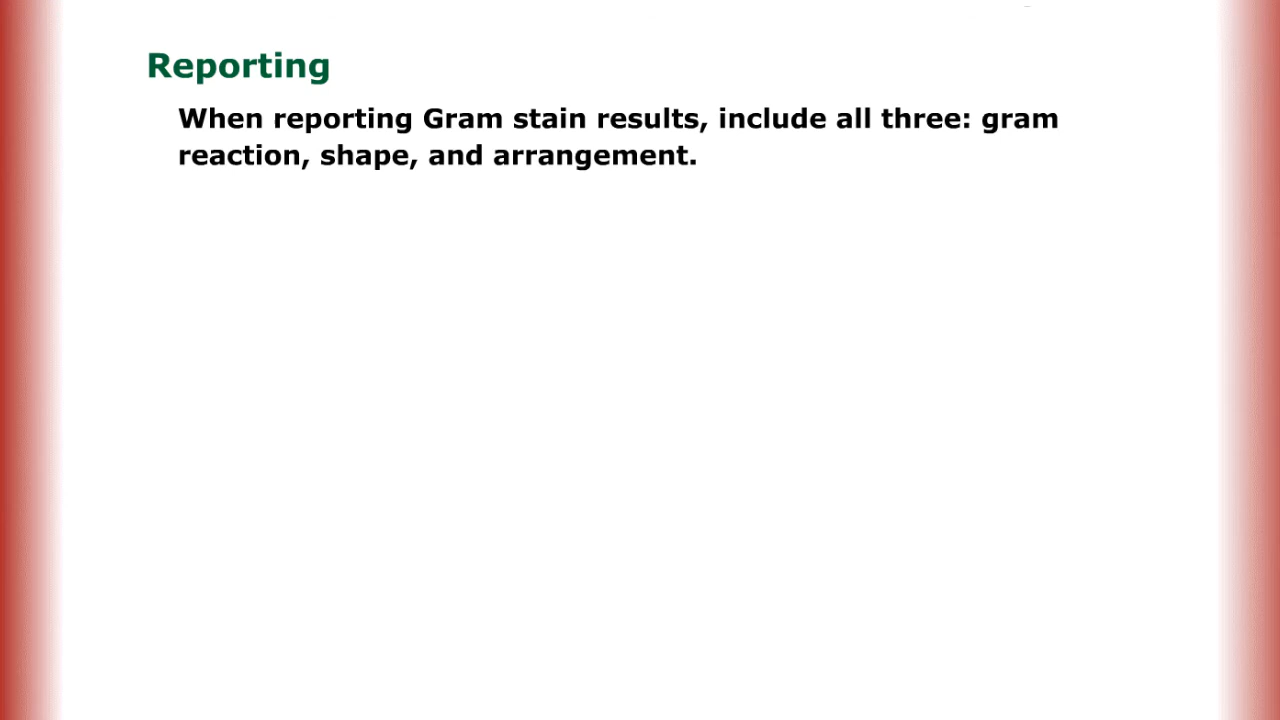 Reporting
When reporting Gram stain results, include all three: gram
reaction, shape, and arrangement.